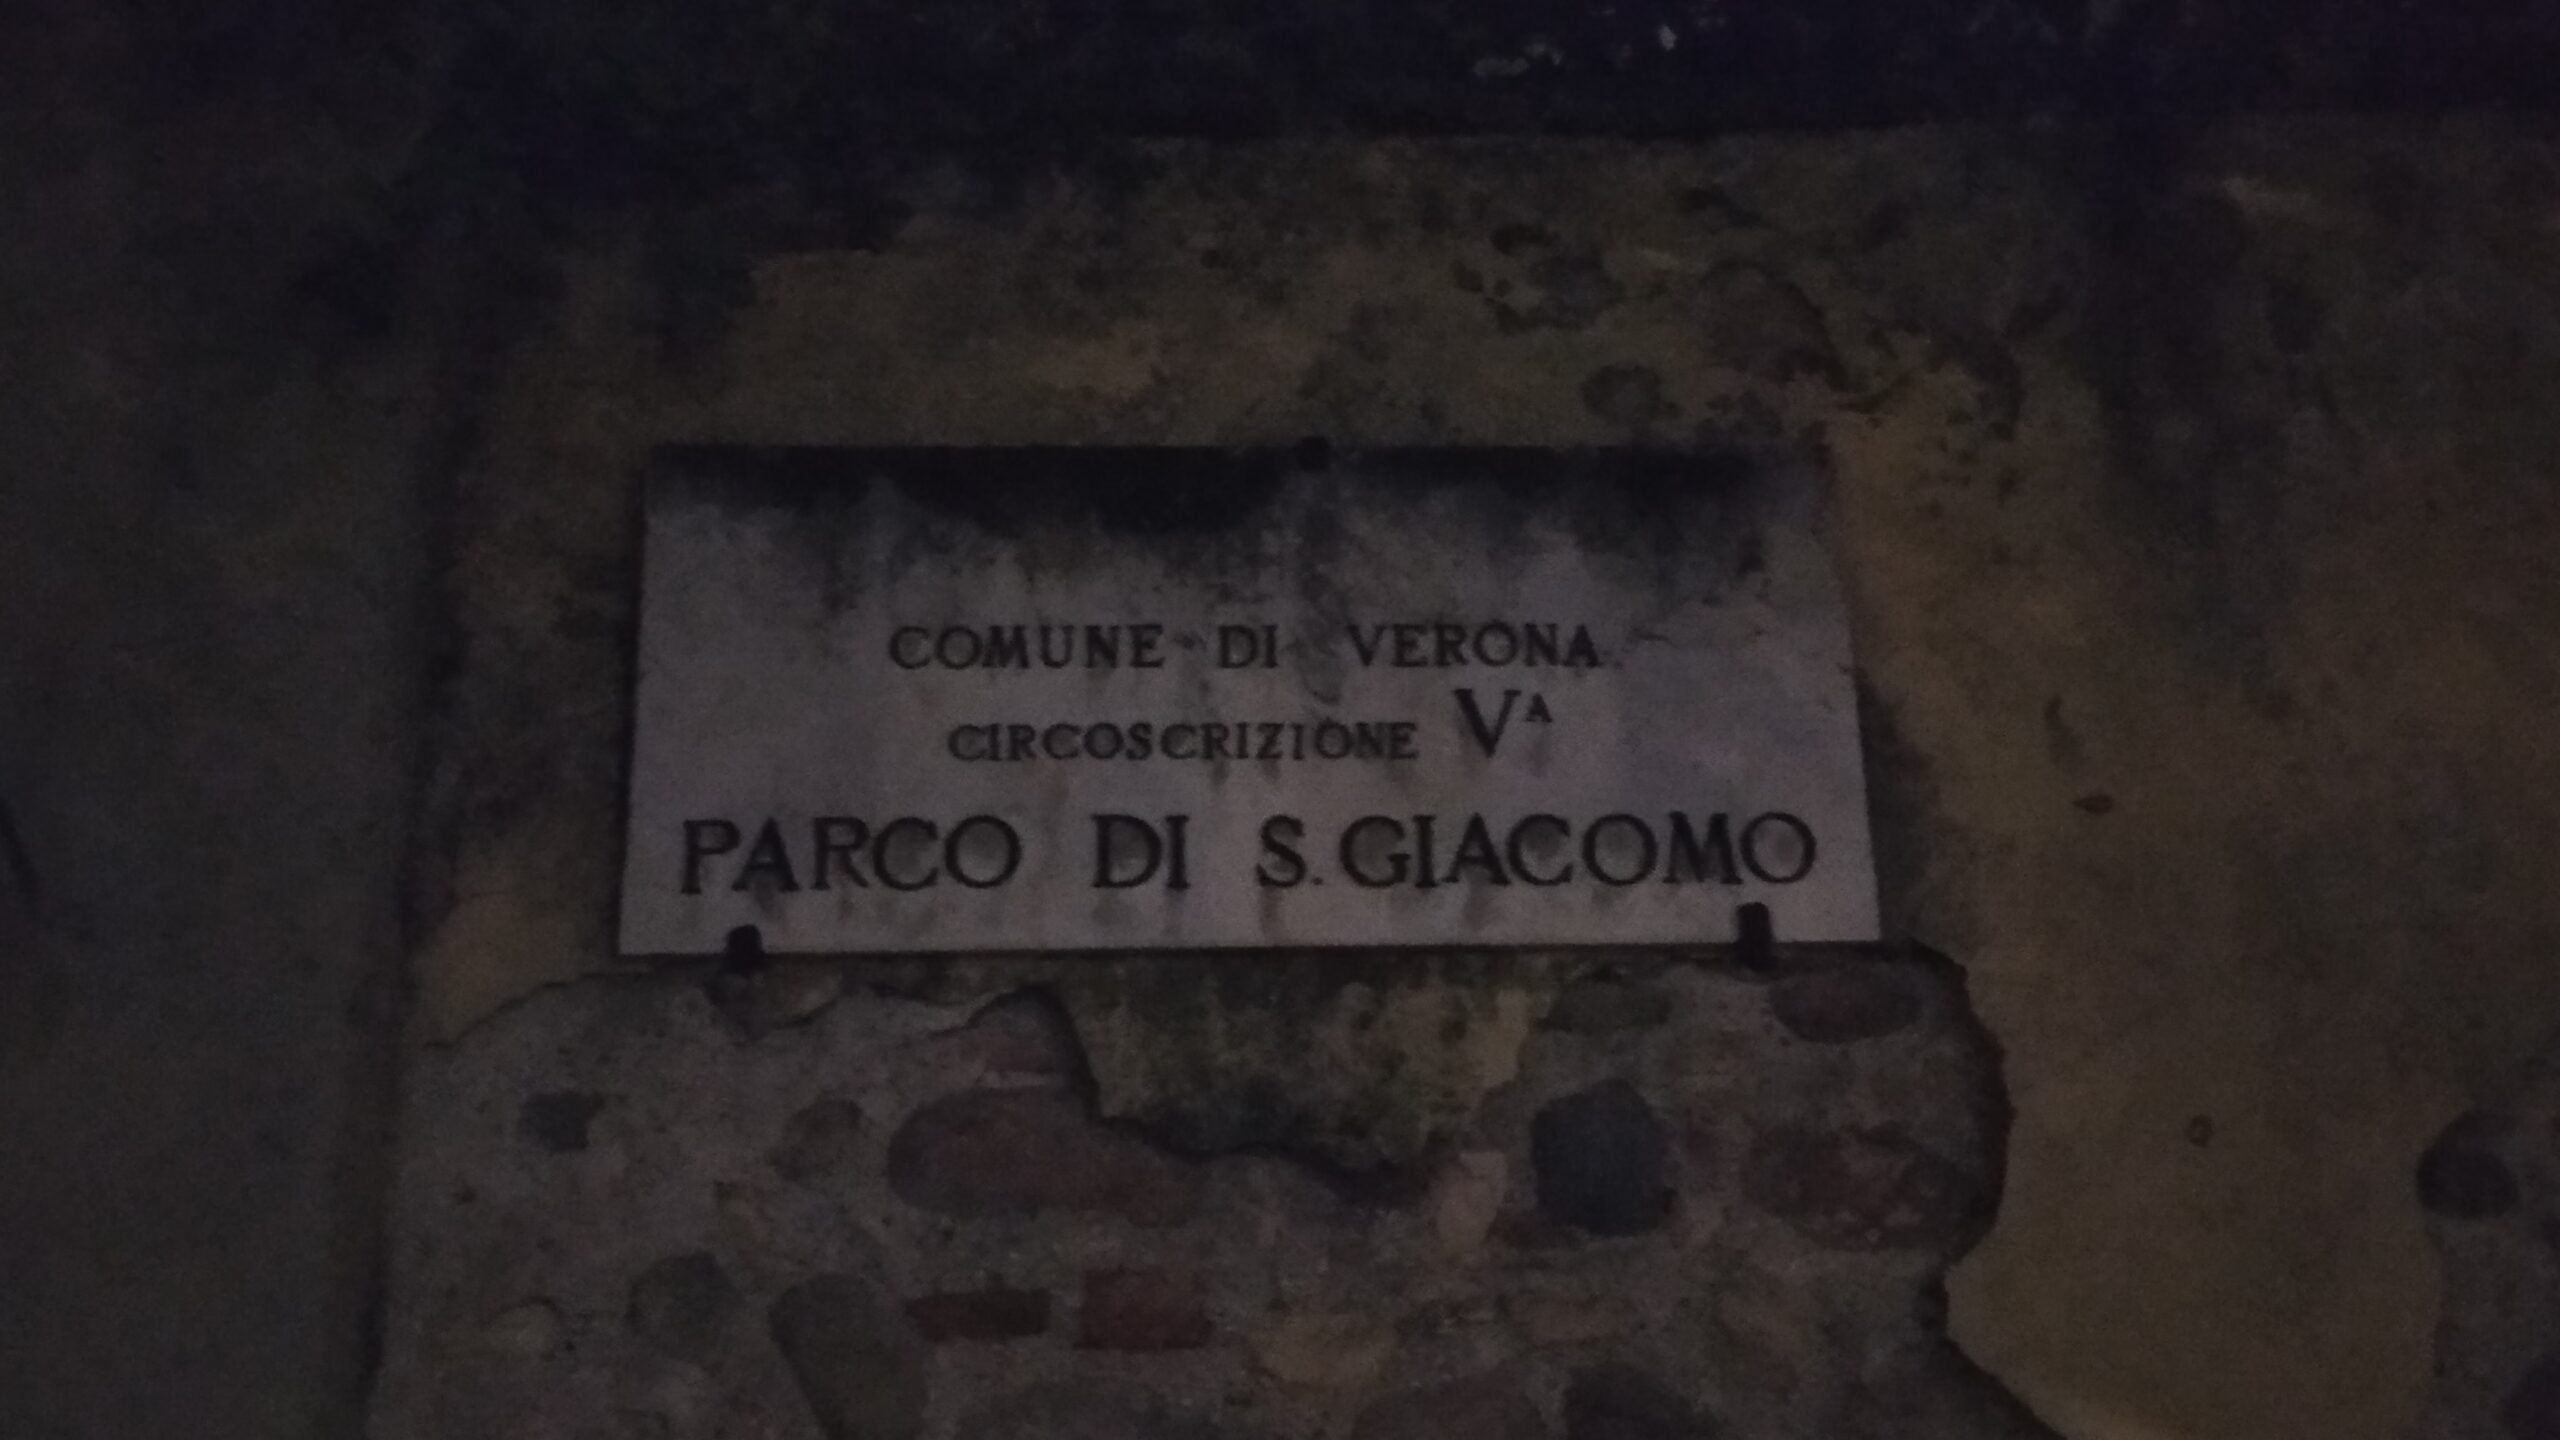 COMUNE DI VERONA
CIRCOSCRIZIONE Vᴬ
PARCO DI S. GIACOMO